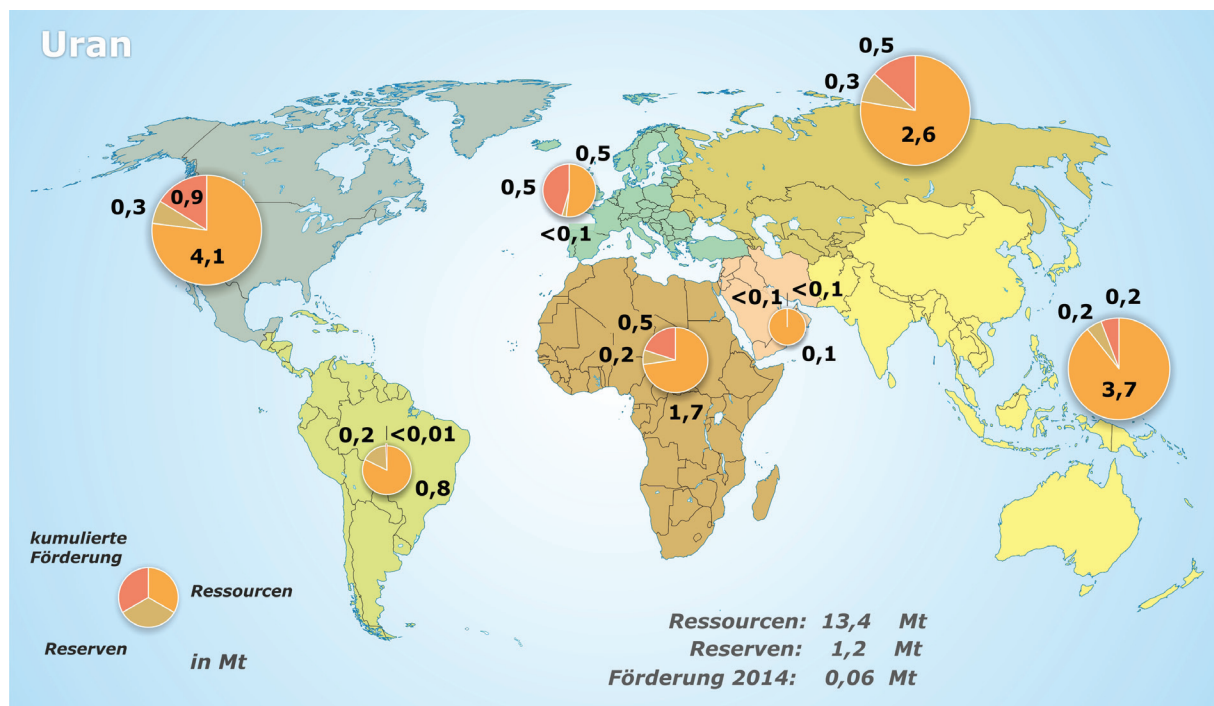 Uran
0,5
0,3
2,6
0,5
0,5
<0,1
0,9
0,3
4,1
<0,1
<0,1
0,1
0,2
0,2
3,7
0,5
0,2
1,7
0,2
<0,01
0,8
kumulierte
Förderung
Ressourcen
Reserven
in Mt
Ressourcen: 13,4 Mt
Reserven: 1,2 Mt
Förderung 2014: 0,06 Mt